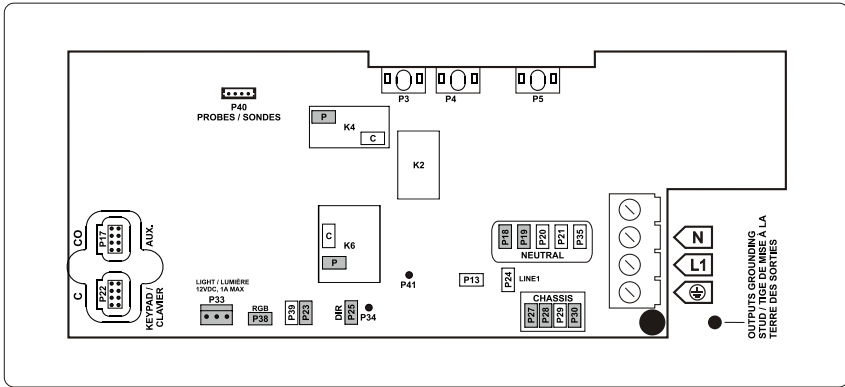 P3
P4
P5
P40
PROBES / SONDES
P
K4
C
K2
CO
P17
AUX.
C
P22
KEYPAD /
CLAVIER
C
K6
P
P18
P19
P20
P21
P35
NEUTRAL
N
L1
LIGHT / LUMIÈRE
12VDC, 1A MAX
P33
RGB
P38
P39
P23
DIR
P25
P34
P41
P13
P24
LINE1
CHASSIS
P27
P28
P29
P30
OUTPUTS GROUNDING
STUD / TIGE DE MISE À LA
TERRE DES SORTIES